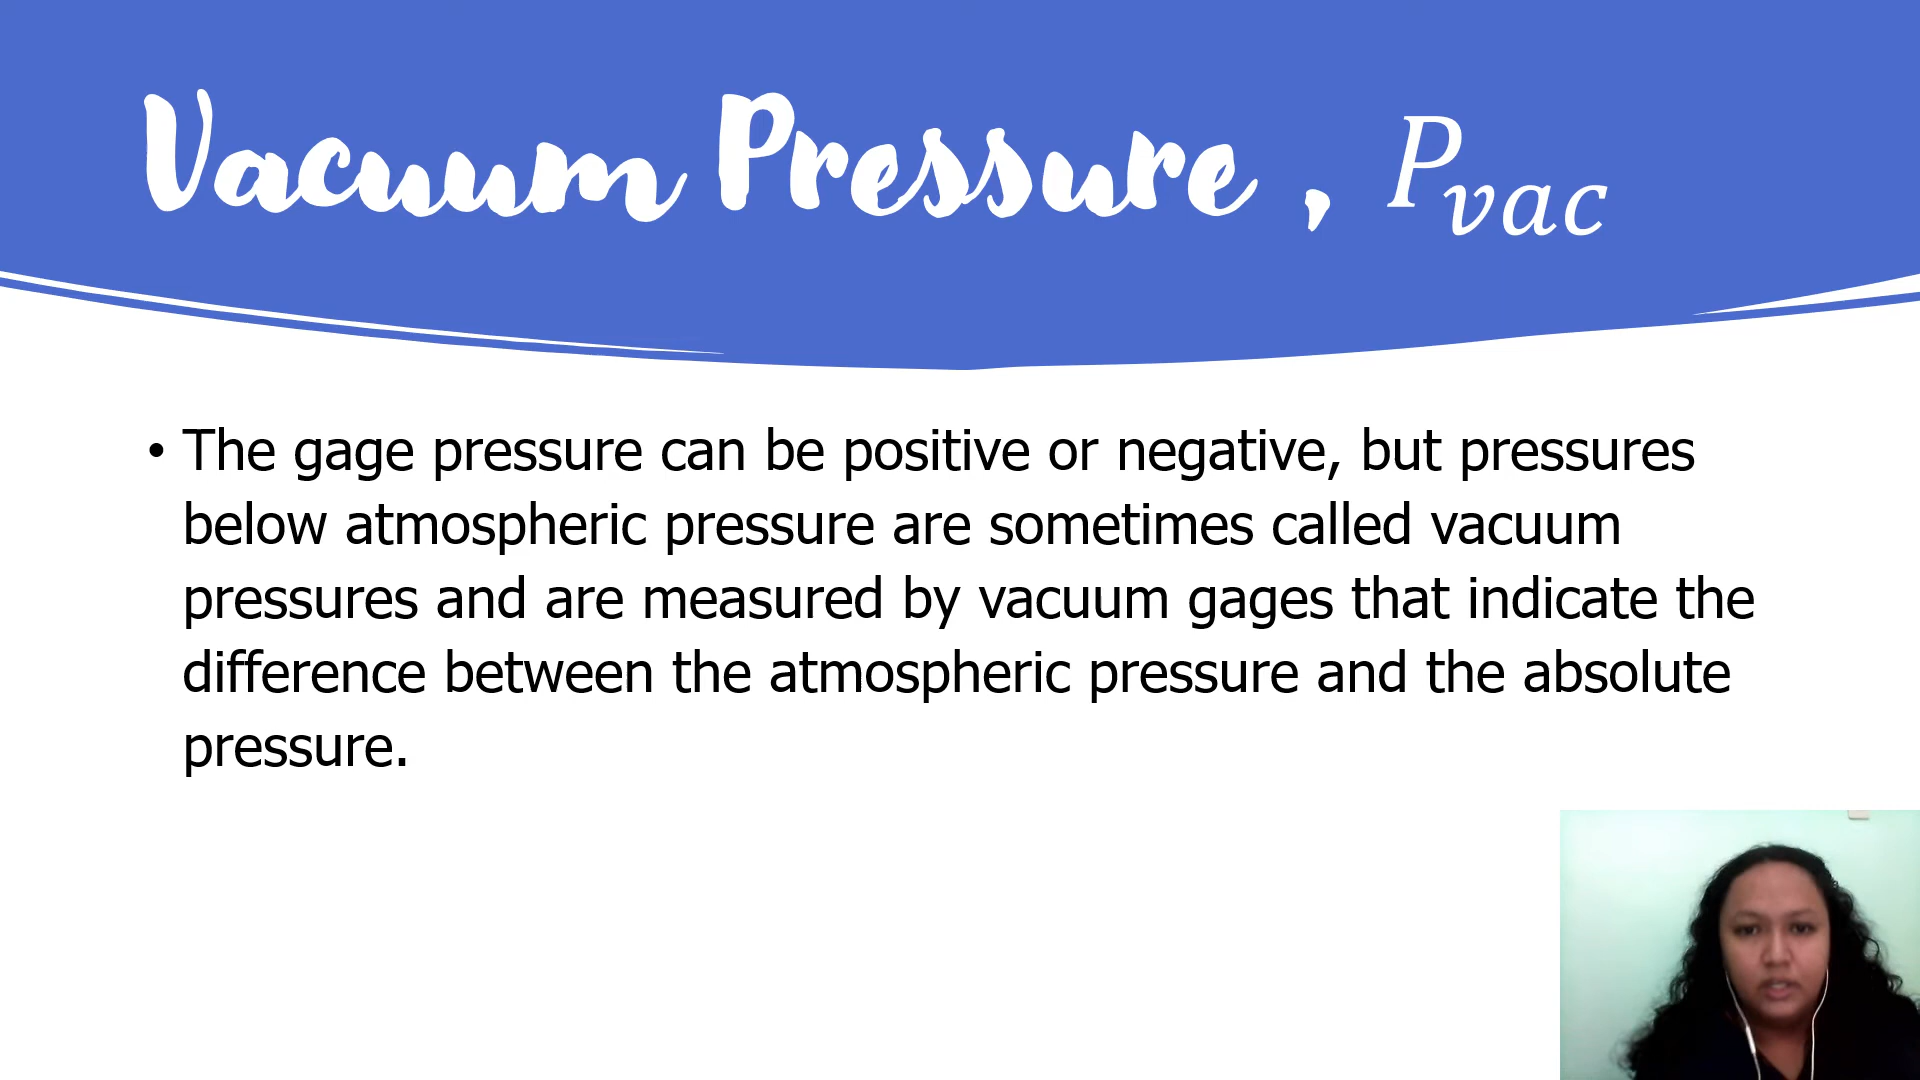 Vacuum Pressure , P_vac
• The gage pressure can be positive or negative, but pressures
below atmospheric pressure are sometimes called vacuum
pressures and are measured by vacuum gages that indicate the
difference between the atmospheric pressure and the absolute
pressure.